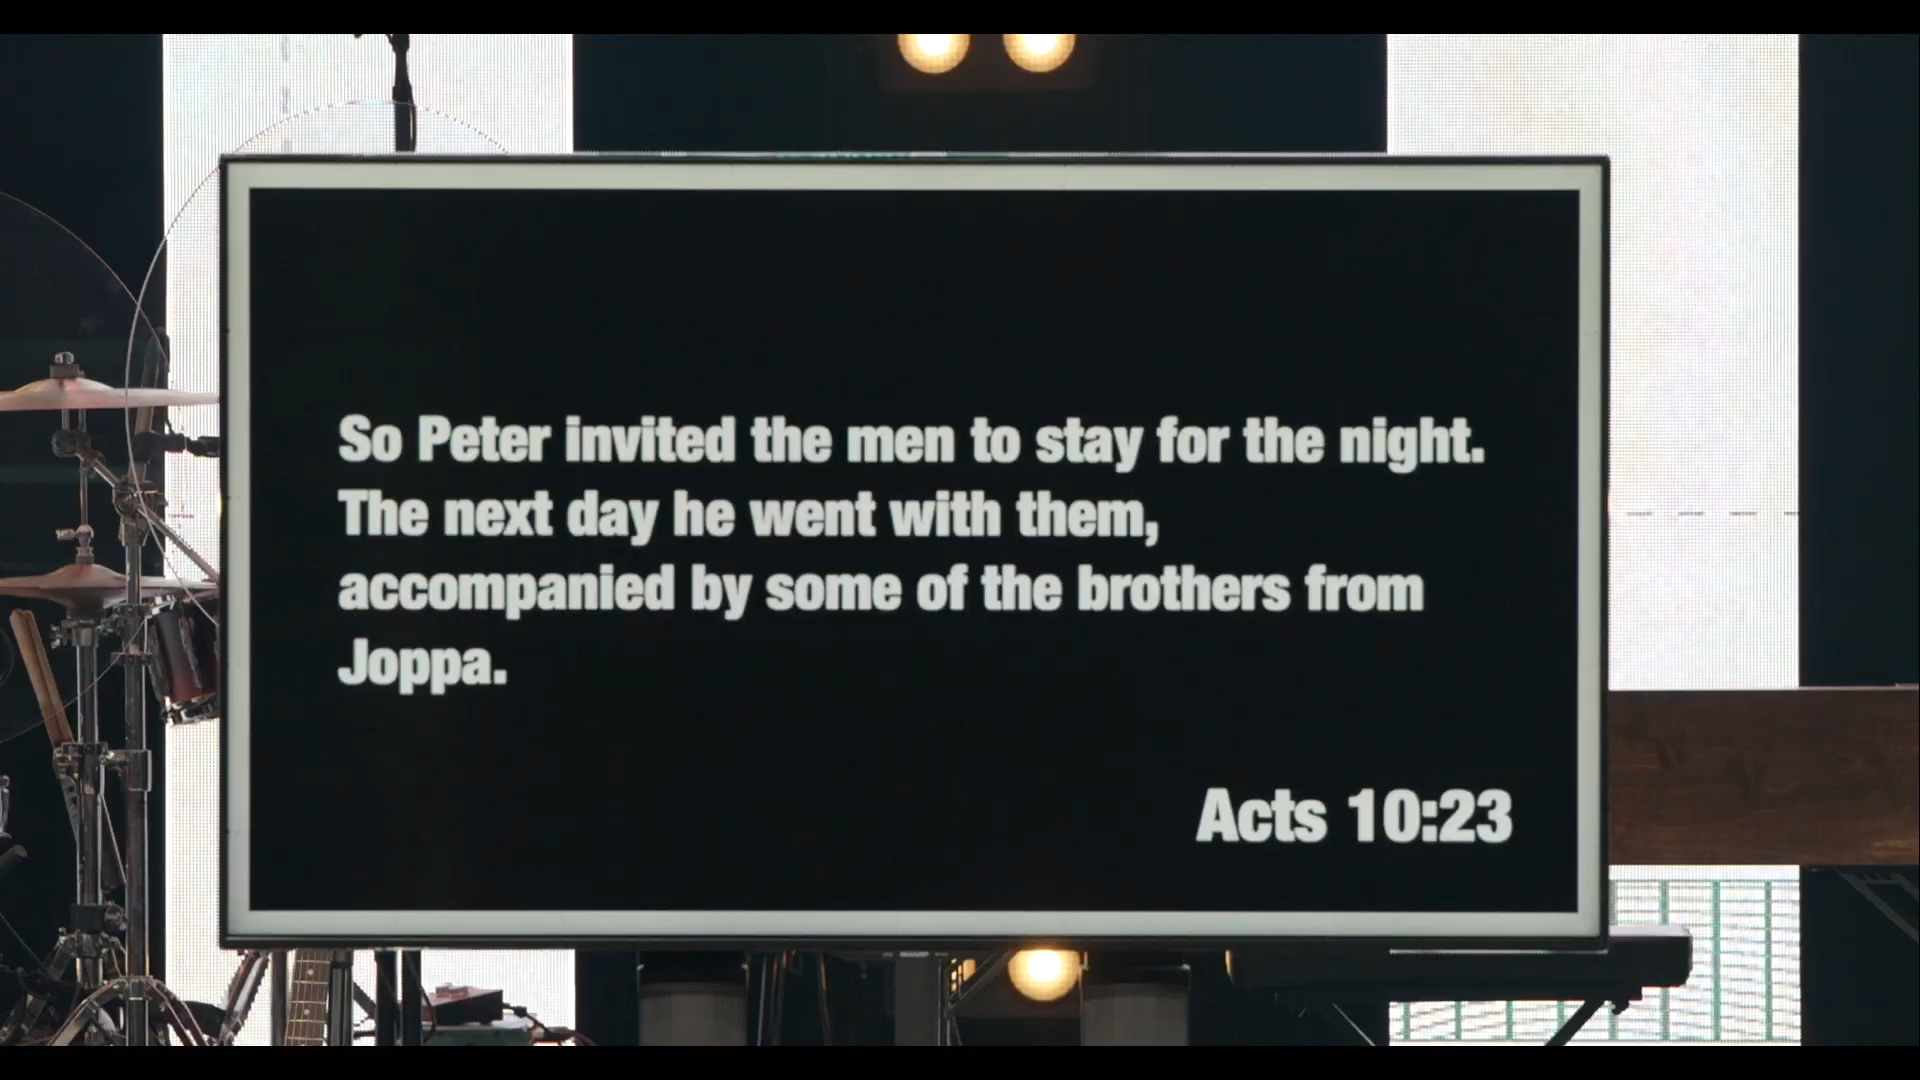 So Peter invited the men to stay for the night.
The next day he went with them,
accompanied by some of the brothers from
Joppa.
Acts 10:23